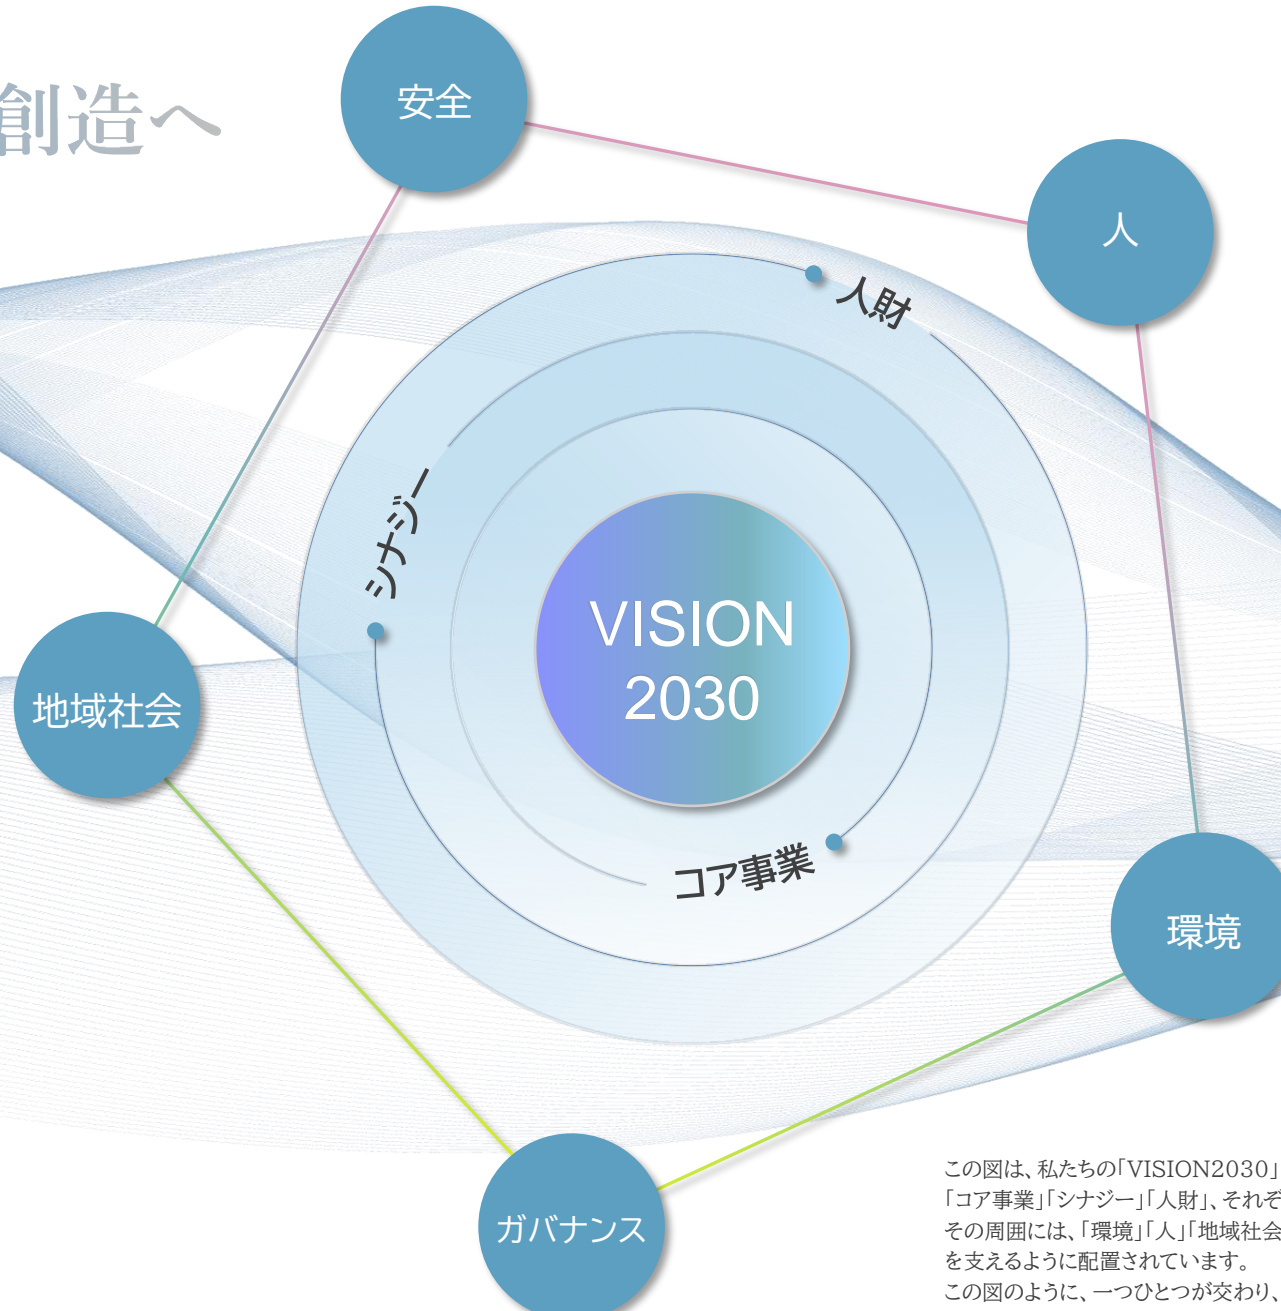 創造へ
安全
人
人財
シナジー
VISION
2030
地域社会
コア事業
環境
ガバナンス
この図は、私たちの「VISION2030」
「コア事業」「シナジー」「人財」、それぞ
その周囲には、「環境」「人」「地域社会
を支えるように配置されています。
この図のように、一つひとつが交わり、